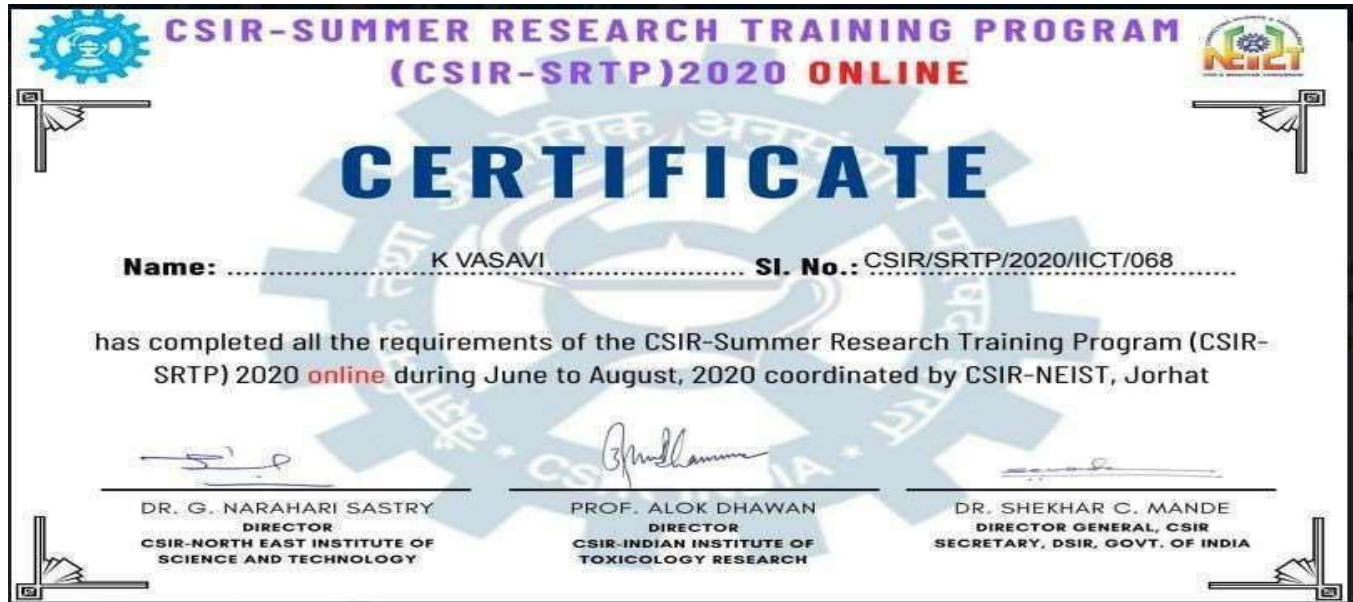 CSIR-SUMMER RESEARCH TRAINING PROGRAM
(CSIR-SRTP)2020 ONLINE
NEIST
CERTIFICATE
Name: ........................ K VASAVI ........................ Sl. No.: CSIR/SRTP/2020/IICT/068
has completed all the requirements of the CSIR-Summer Research Training Program (CSIR-
SRTP) 2020 online during June to August, 2020 coordinated by CSIR-NEIST, Jorhat
DR. G. NARAHARI SASTRY
DIRECTOR
CSIR-NORTH EAST INSTITUTE OF
SCIENCE AND TECHNOLOGY
PROF. ALOK DHAWAN
DIRECTOR
CSIR-INDIAN INSTITUTE OF
TOXICOLOGY RESEARCH
DR. SHEKHAR C. MANDE
DIRECTOR GENERAL, CSIR
SECRETARY, DSIR, GOVT. OF INDIA